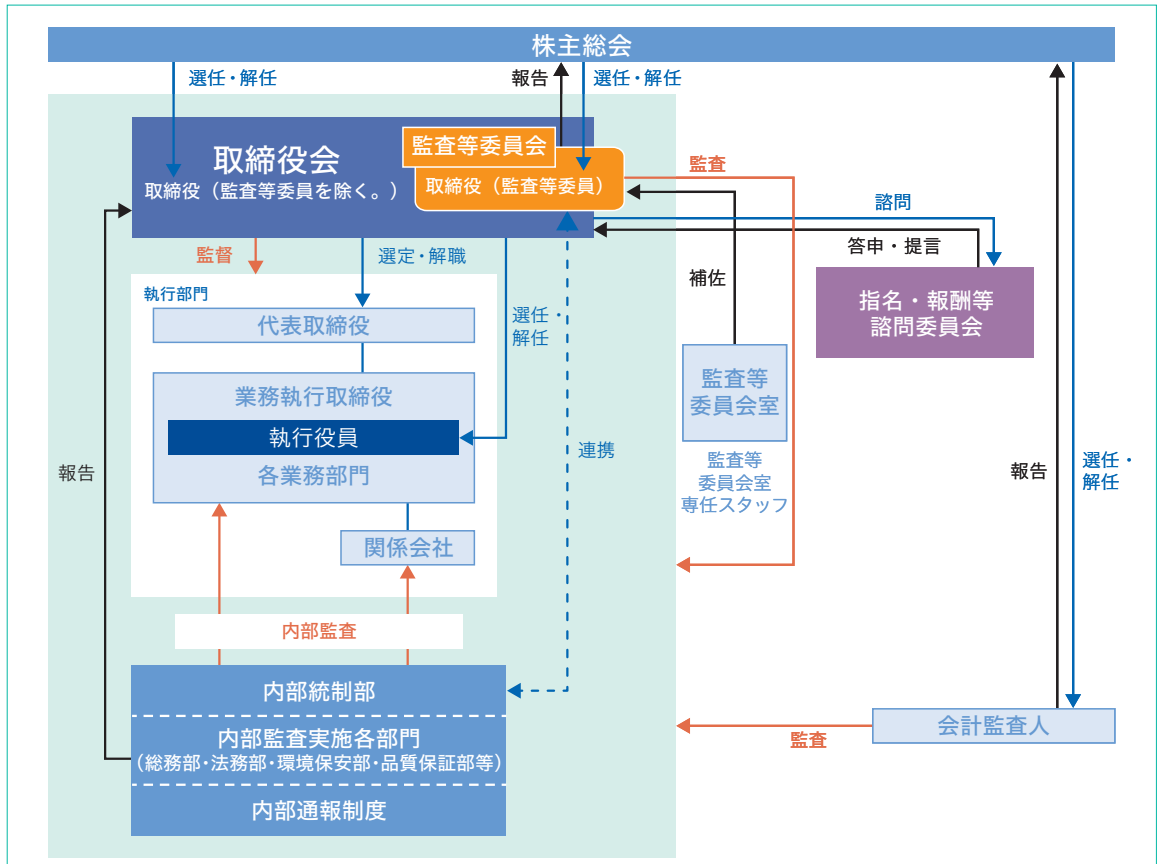 株主総会
選任・解任
報告
選任・解任
監査等委員会
取締役会
取締役（監査等委員を除く。）
取締役（監査等委員）
監査
諮問
答申・提言
監督
選定・解職
補佐
執行部門
代表取締役
選任・
解任
指名・報酬等
諮問委員会
業務執行取締役
執行役員
各業務部門
監査等
委員会室
監査等
委員会室
専任スタッフ
連携
報告
報告
選任・
解任
関係会社
内部監査
内部統制部
内部監査実施各部門
（総務部・法務部・環境保安部・品質保証部等）
内部通報制度
監査
会計監査人